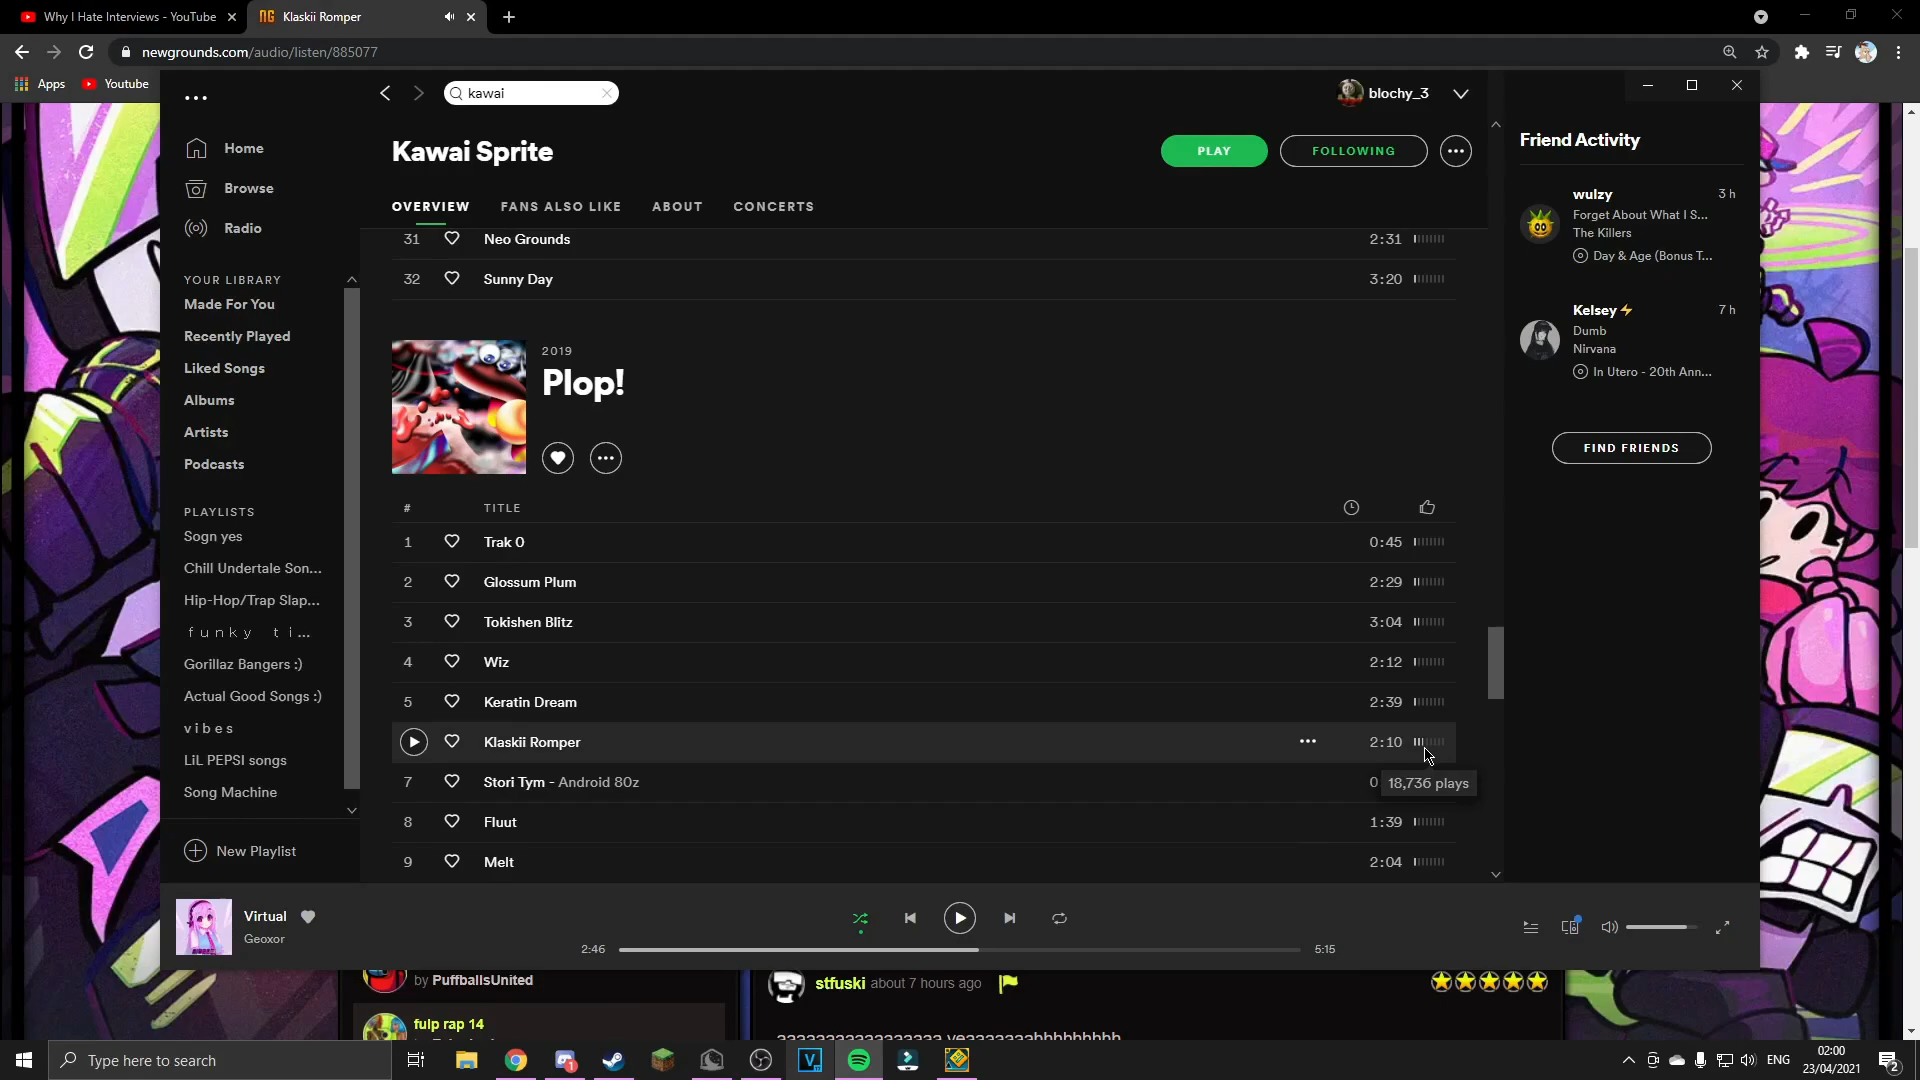 Why I Hate Interviews - YouTube
Klaskii Romper
newgrounds.com/audio/listen/885077
Apps
Youtube
kawai
blochy_3
Home
Browse
Radio
YOUR LIBRARY
Made For You
Recently Played
Liked Songs
Albums
Artists
Podcasts
PLAYLISTS
Sogn yes
Chill Undertale Son...
Hip-Hop/Trap Slap...
ｆｕｎｋｙ　ｔｉ...
Gorillaz Bangers :)
Actual Good Songs :)
v i b e s
LiL PEPSI songs
Song Machine
New Playlist
Kawai Sprite
PLAY
FOLLOWING
OVERVIEW
FANS ALSO LIKE
ABOUT
CONCERTS
31 Neo Grounds 2:31
32 Sunny Day 3:20
2019
Plop!
# TITLE
1 Trak 0 0:45
2 Glossum Plum 2:29
3 Tokishen Blitz 3:04
4 Wiz 2:12
5 Keratin Dream 2:39
Klaskii Romper 2:10
7 Stori Tym - Android 80z 0
18,736 plays
8 Fluut 1:39
9 Melt 2:04
Friend Activity
wulzy 3 h
Forget About What I S...
The Killers
Day & Age (Bonus T...
Kelsey⚡ 7 h
Dumb
Nirvana
In Utero - 20th Ann...
FIND FRIENDS
Virtual
Geoxor
2:46
5:15
by PuffballsUnited
fulp rap 14
stfuski about 7 hours ago
Type here to search
ENG
02:00
23/04/2021
2